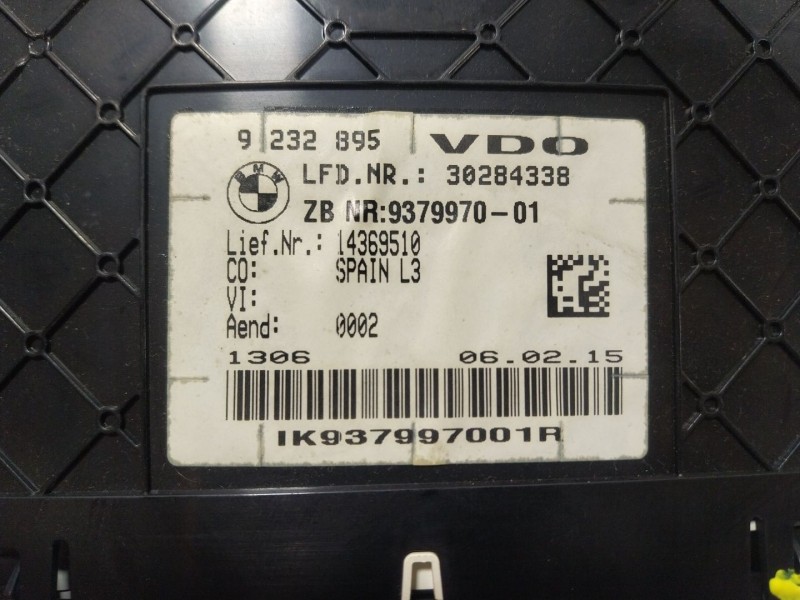 9 232 895 VDO
BMW
LFD.NR.: 30284338
ZB NR:9379970-01
Lief.Nr.: 14369510
CO: SPAIN L3
VI:
Aend: 0002
1306 06.02.15
IK937997001R